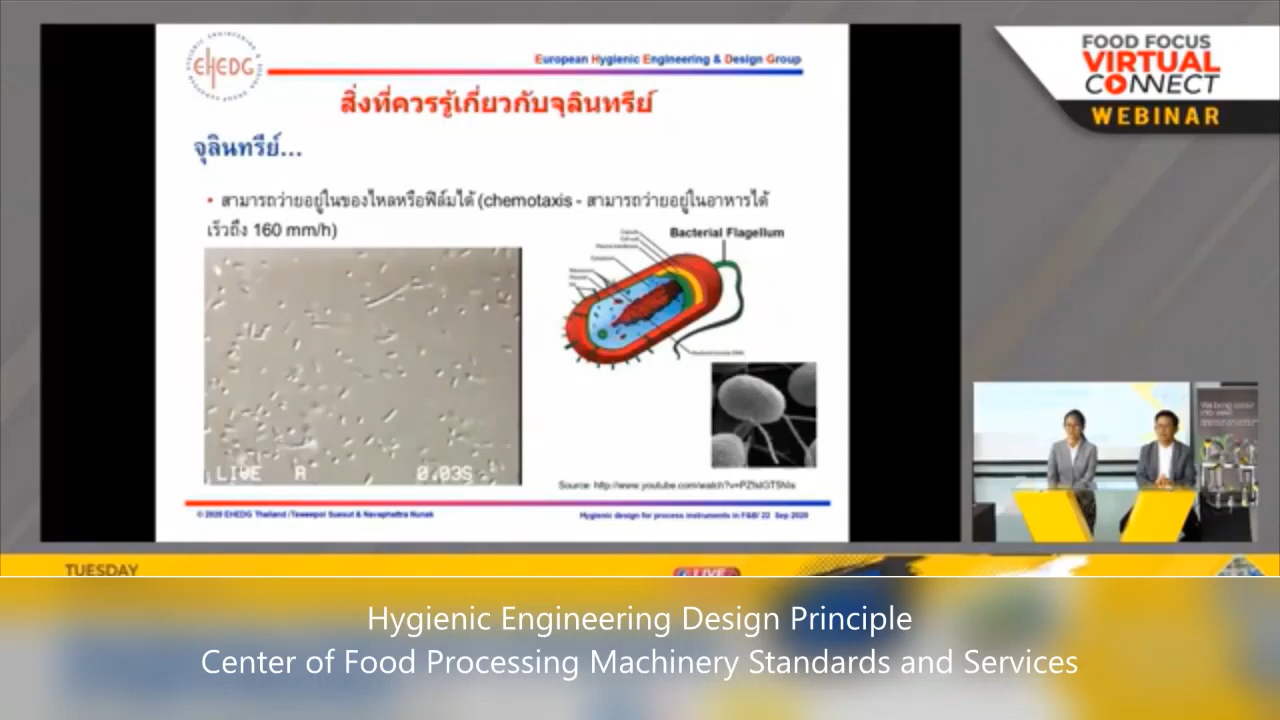 EHEDG
European Hygienic Engineering & Design Group
สิ่งที่ควรรู้เกี่ยวกับจุลินทรีย์
จุลินทรีย์...
• สามารถว่ายอยู่ในของไหลหรือฟิล์มได้ (chemotaxis - สามารถว่ายอยู่ในอาหารได้
เร็วถึง 160 mm/h)
Bacterial Flagellum
LIVE A 0.03S
Source: http://www.youtube.com/watch?v=
© 2020 EHEDG Thailand /Taweepol Suesut & Navaphattra Nunak
Hygienic design for process instruments in F&B/ 22 Sep 2020
FOOD FOCUS
VIRTUAL
CONNECT
WEBINAR
TUESDAY
LIVE
Hygienic Engineering Design Principle
Center of Food Processing Machinery Standards and Services